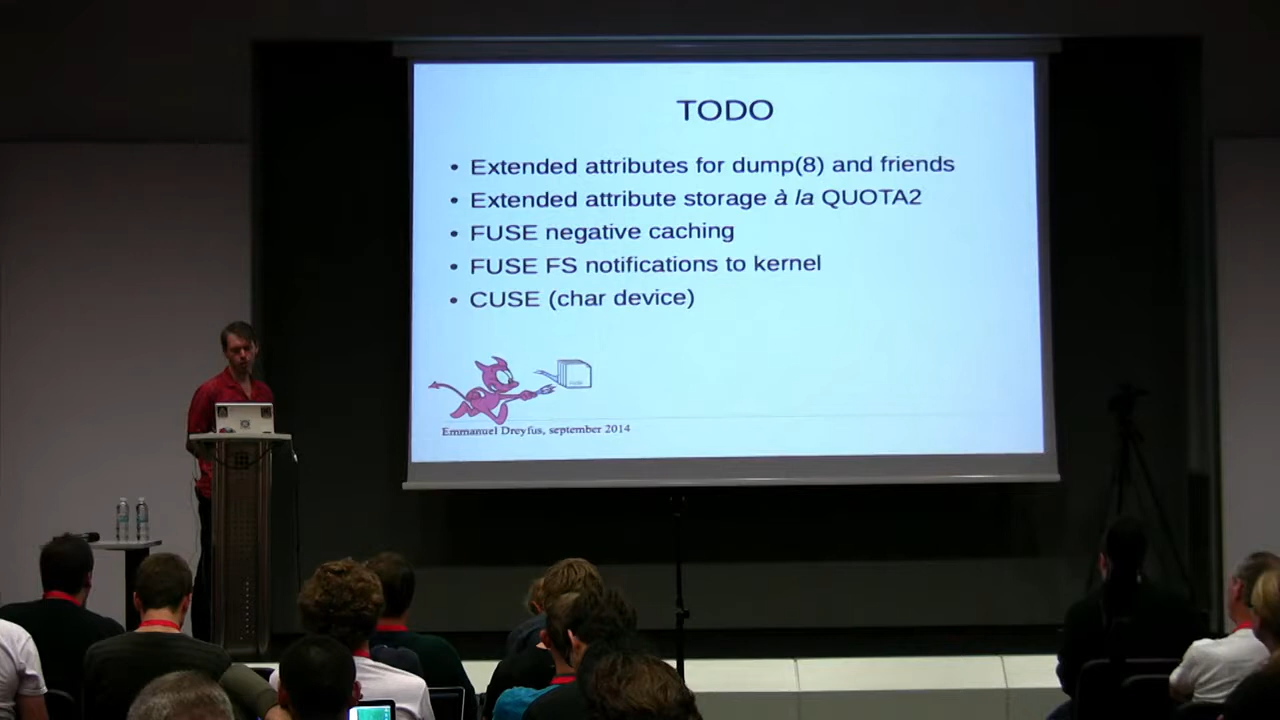 TODO
• Extended attributes for dump(8) and friends
• Extended attribute storage à la QUOTA2
• FUSE negative caching
• FUSE FS notifications to kernel
• CUSE (char device)
Emmanuel Dreyfus, september 2014